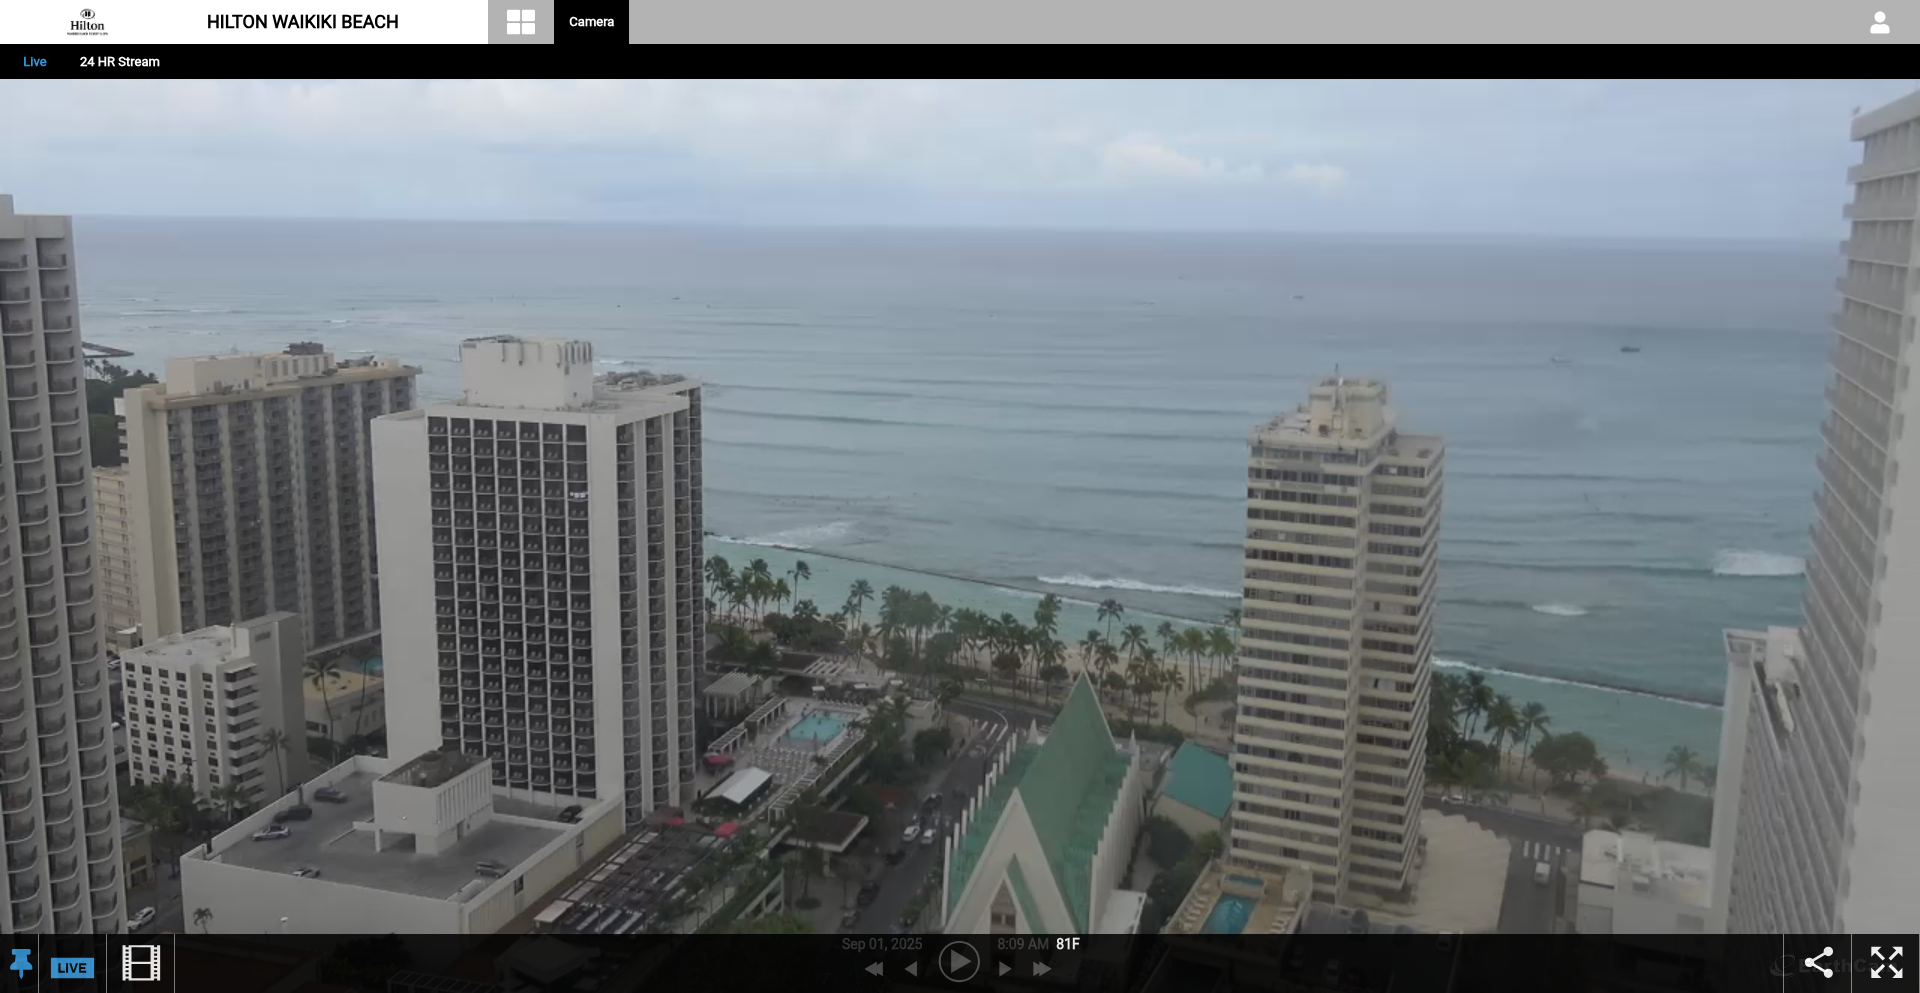 Hilton
HILTON WAIKIKI BEACH
Camera
Live
24 HR Stream
Sep 01, 2025
8:09 AM 81F
LIVE